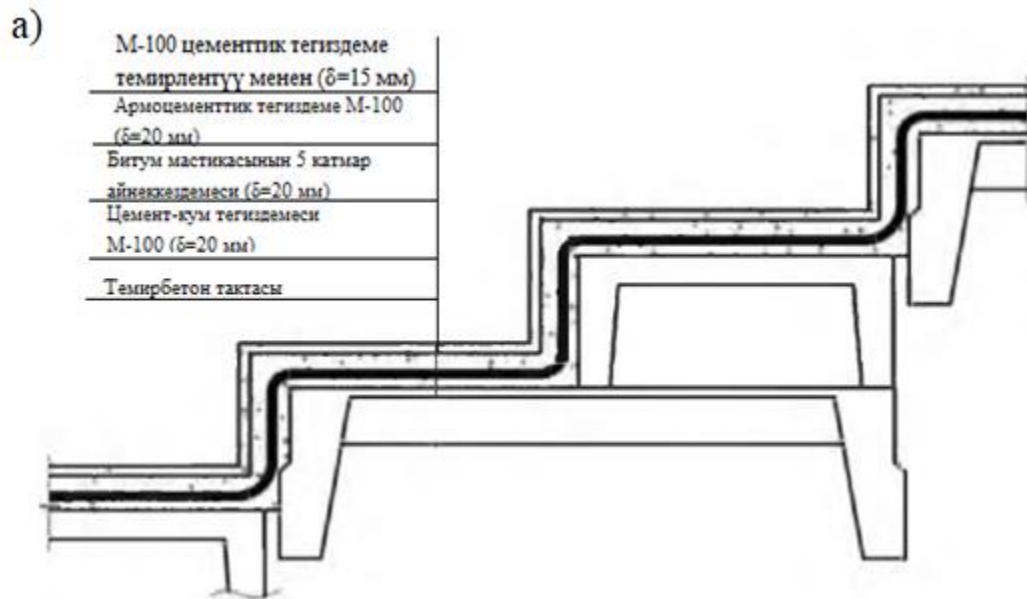 а)
М-100 цементтик тегиздеме
темирлентүү менен (δ=15 мм)
Армоцементтик тегиздеме М-100
(δ=20 мм)
Битум мастикасынын 5 катмар
айнеккездемеси (δ=20 мм)
Цемент-кум тегиздемеси
М-100 (δ=20 мм)
Темирбетон тактасы